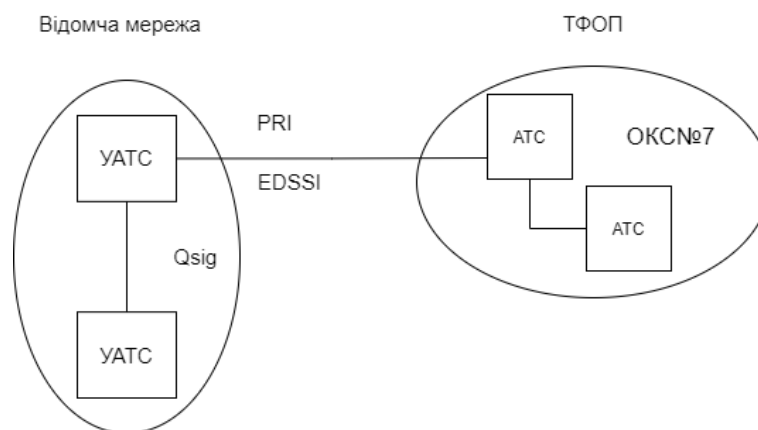 Відомча мережа
ТФОП
УАТС
PRI
EDSSI
АТС
ОКС№7
АТС
Qsig
УАТС